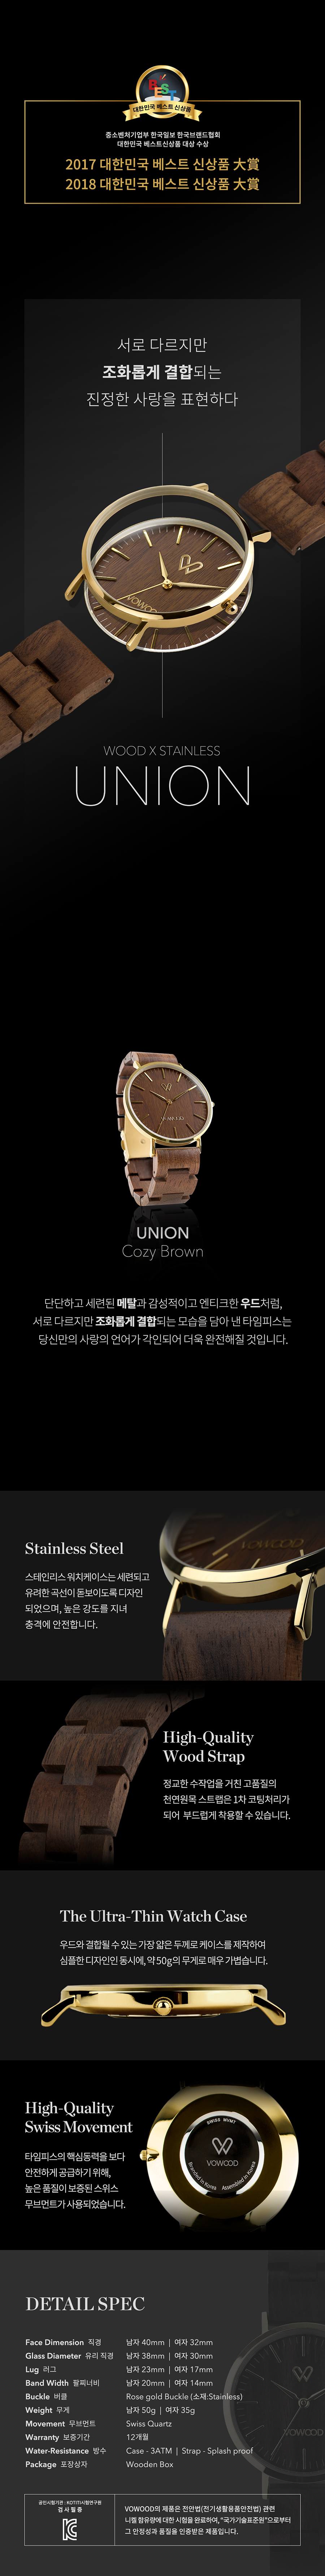 BEST
대한민국 베스트 신상품
중소벤처기업부 한국일보 한국브랜드협회
대한민국 베스트신상품 대상 수상
2017 대한민국 베스트 신상품 大賞
2018 대한민국 베스트 신상품 大賞
서로 다르지만
조화롭게 결합되는
진정한 사랑을 표현하다
VOWOOD
WOOD X STAINLESS
UNION
VOWOOD
UNION
Cozy Brown
단단하고 세련된 메탈과 감성적이고 엔티크한 우드처럼,
서로 다르지만 조화롭게 결합되는 모습을 담아 낸 타임피스는
당신만의 사랑의 언어가 각인되어 더욱 완전해질 것입니다.
VOWOOD
Stainless Steel
스테인리스 워치케이스는 세련되고
유려한 곡선이 돋보이도록 디자인
되었으며, 높은 강도를 지녀
충격에 안전합니다.
High-Quality
Wood Strap
정교한 수작업을 거친 고품질의
천연원목 스트랩은 1차 코팅처리가
되어 부드럽게 착용할 수 있습니다.
The Ultra-Thin Watch Case
우드와 결합될 수 있는 가장 얇은 두께로 케이스를 제작하여
심플한 디자인인 동시에, 약 50g의 무게로 매우 가볍습니다.
High-Quality
Swiss Movement
타임피스의 핵심동력을 보다
안전하게 공급하기 위해,
높은 품질이 보증된 스위스
무브먼트가 사용되었습니다.
SWISS MVMT
VOWOOD
Branded in Korea Assembled in Korea
DETAIL SPEC
Face Dimension 직경 남자 40mm | 여자 32mm
Glass Diameter 유리 직경 남자 38mm | 여자 30mm
Lug 러그 남자 23mm | 여자 17mm
Band Width 팔찌너비 남자 20mm | 여자 14mm
Buckle 버클 Rose gold Buckle (소재:Stainless)
Weight 무게 남자 50g | 여자 35g
Movement 무브먼트 Swiss Quartz
Warranty 보증기간 12개월
Water-Resistance 방수 Case - 3ATM | Strap - Splash proof
Package 포장상자 Wooden Box
VOWOOD
공인시험기관 : KOTITI시험연구원
검 사 필 증
VOWOOD의 제품은 전안법(전기생활용품안전법) 관련
니켈 함유량에 대한 시험을 완료하여, "국가기술표준원"으로부터
그 안정성과 품질을 인증받은 제품입니다.